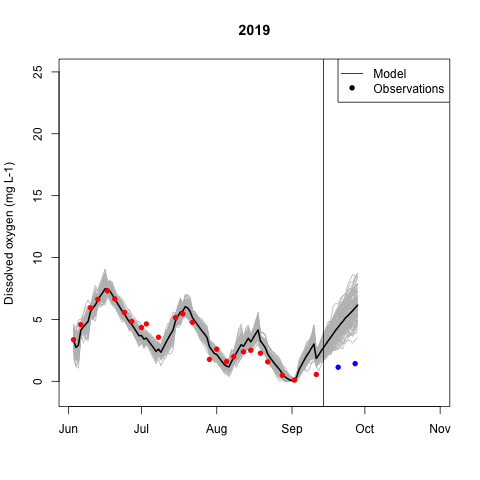 2019
Model
Observations
Dissolved oxygen (mg L-1)
25
20
15
10
5
0
Jun Jul Aug Sep Oct Nov